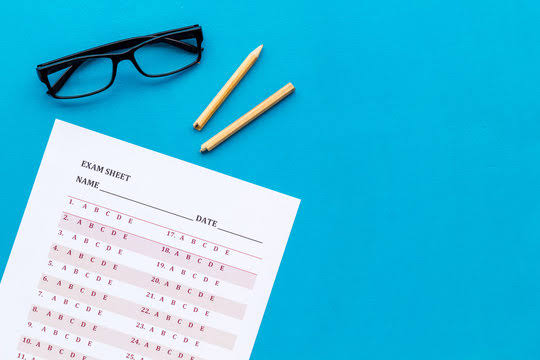 EXAM SHEET
NAME DATE
1. A B C D E
2. A B C D E
3. A B C D E
4. A B C D E
5. A B C D E
6. A B C D E
7. A B C D E
8. A B C D E
9. A B C D E
10. A B C D E
11.
17. A B C D E
18. A B C D E
19. A B C D E
20. A B C D E
21. A B C D E
22. A B C D E
23. A B C D E
24. A B C D E
25.